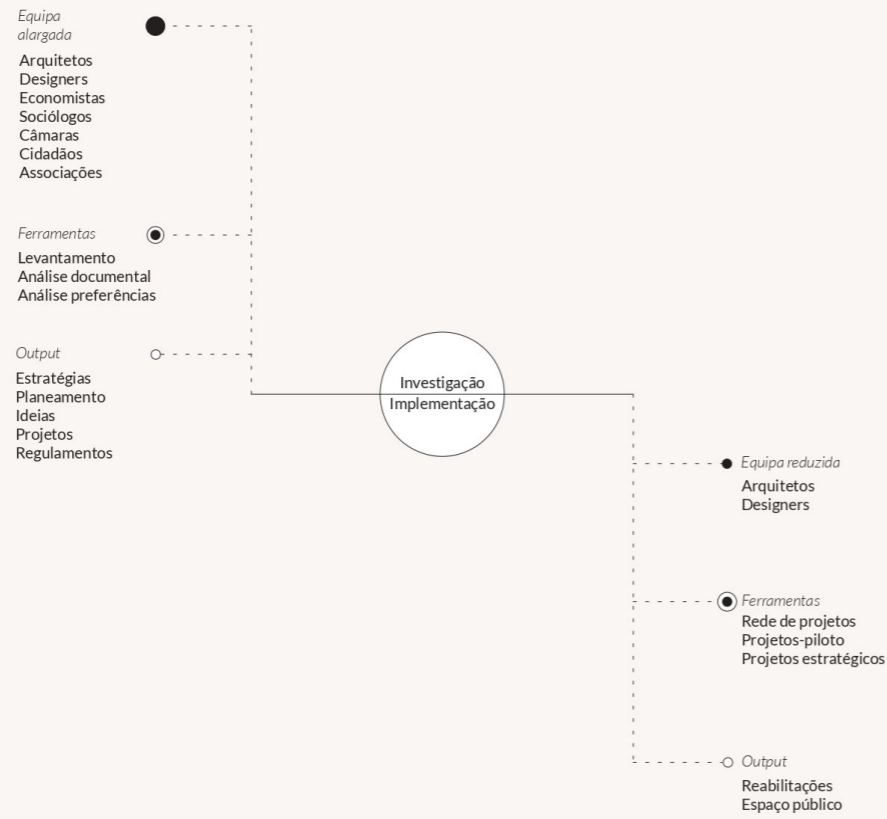 Equipa
alargada
Arquitetos
Designers
Economistas
Sociólogos
Câmaras
Cidadãos
Associações
Ferramentas
Levantamento
Análise documental
Análise preferências
Output
Estratégias
Planeamento
Ideias
Projetos
Regulamentos
Investigação
Implementação
Equipa reduzida
Arquitetos
Designers
Ferramentas
Rede de projetos
Projetos-piloto
Projetos estratégicos
Output
Reabilitações
Espaço público